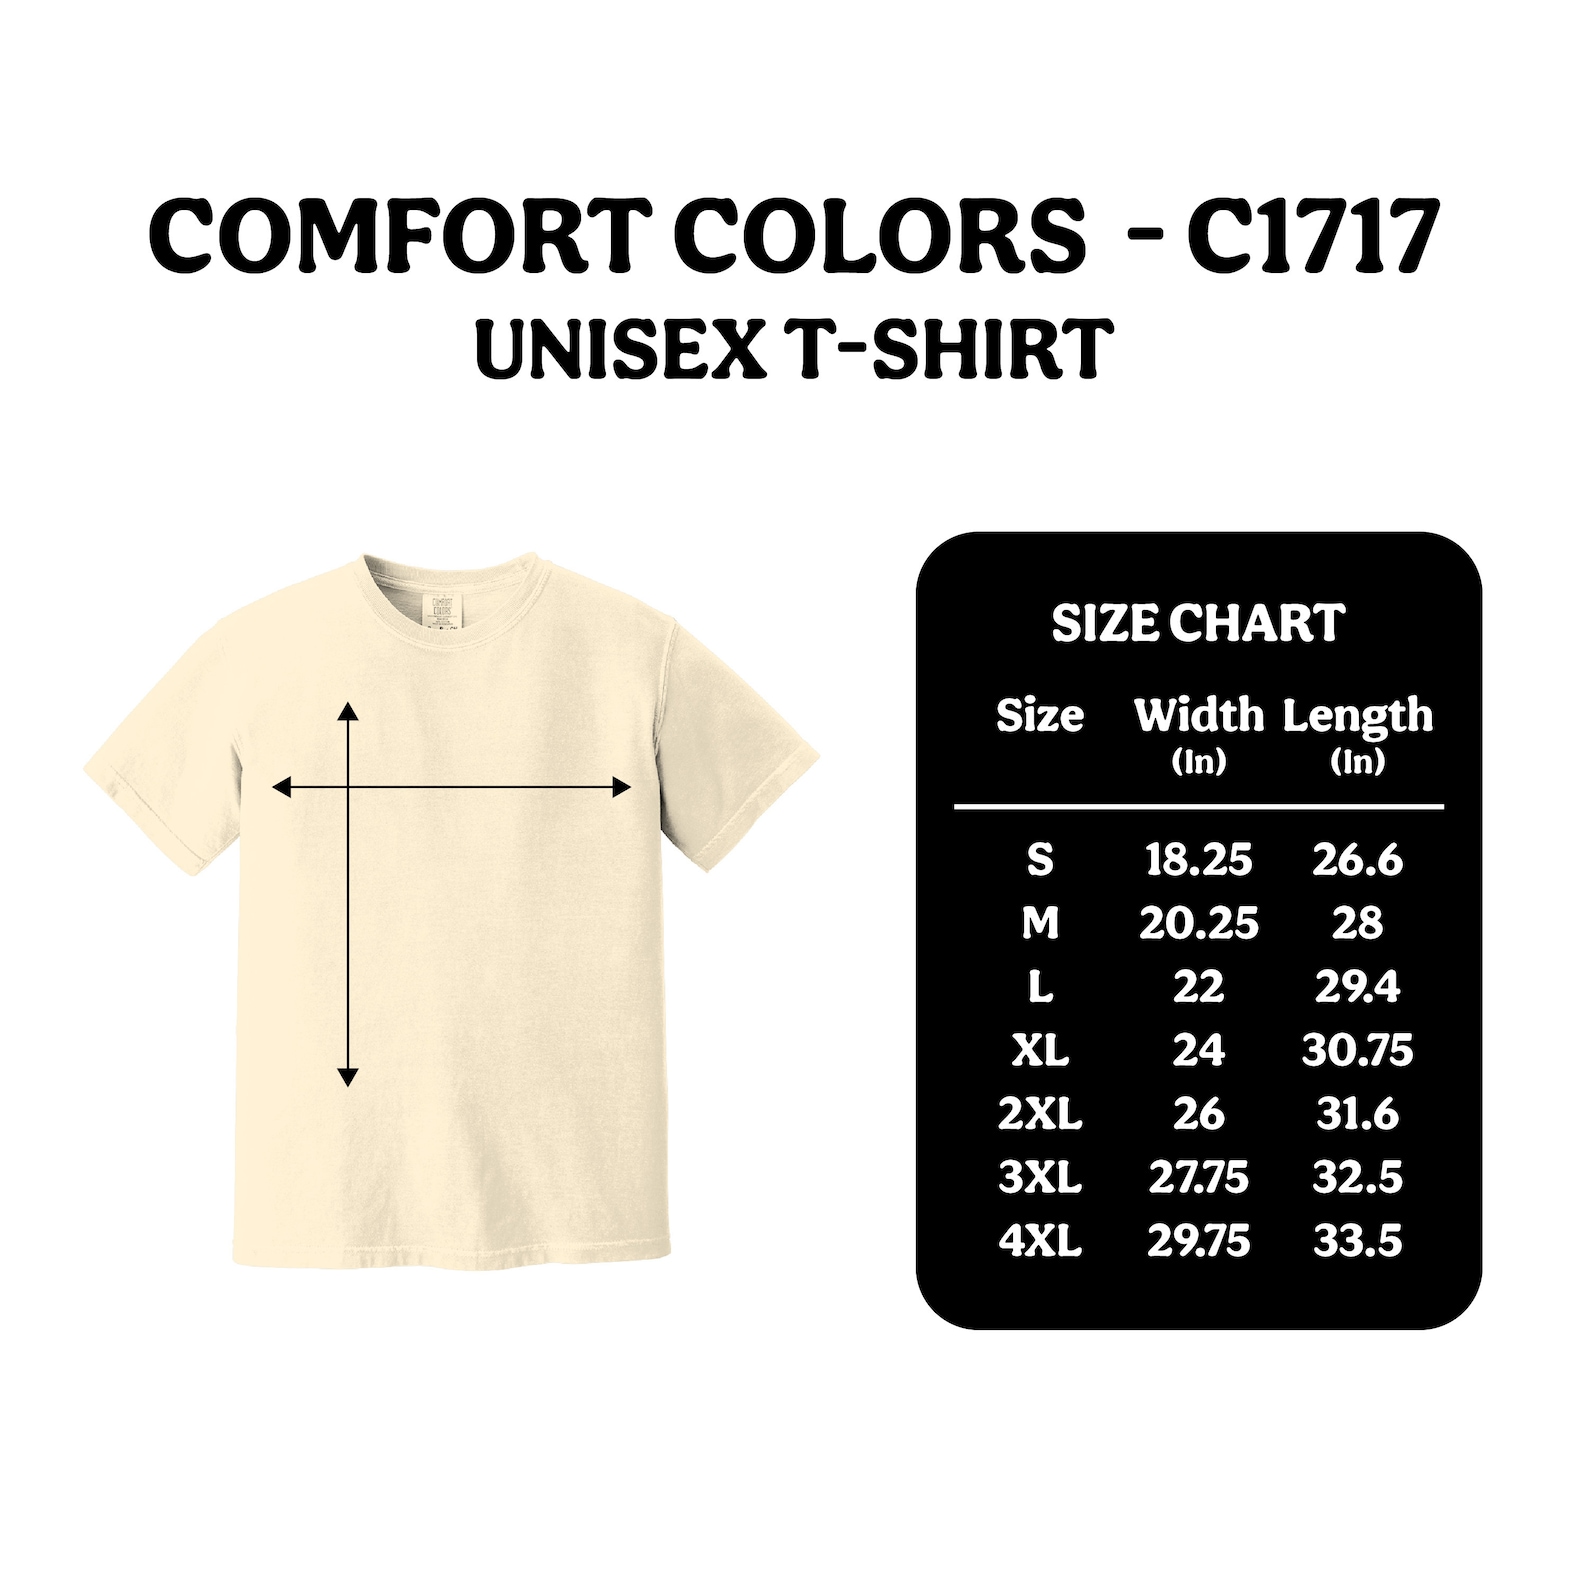 COMFORT COLORS - C1717
UNISEX T-SHIRT
COMFORT
COLORS
SIZE CHART
Size Width Length
(In) (In)
S 18.25 26.6
M 20.25 28
L 22 29.4
XL 24 30.75
2XL 26 31.6
3XL 27.75 32.5
4XL 29.75 33.5